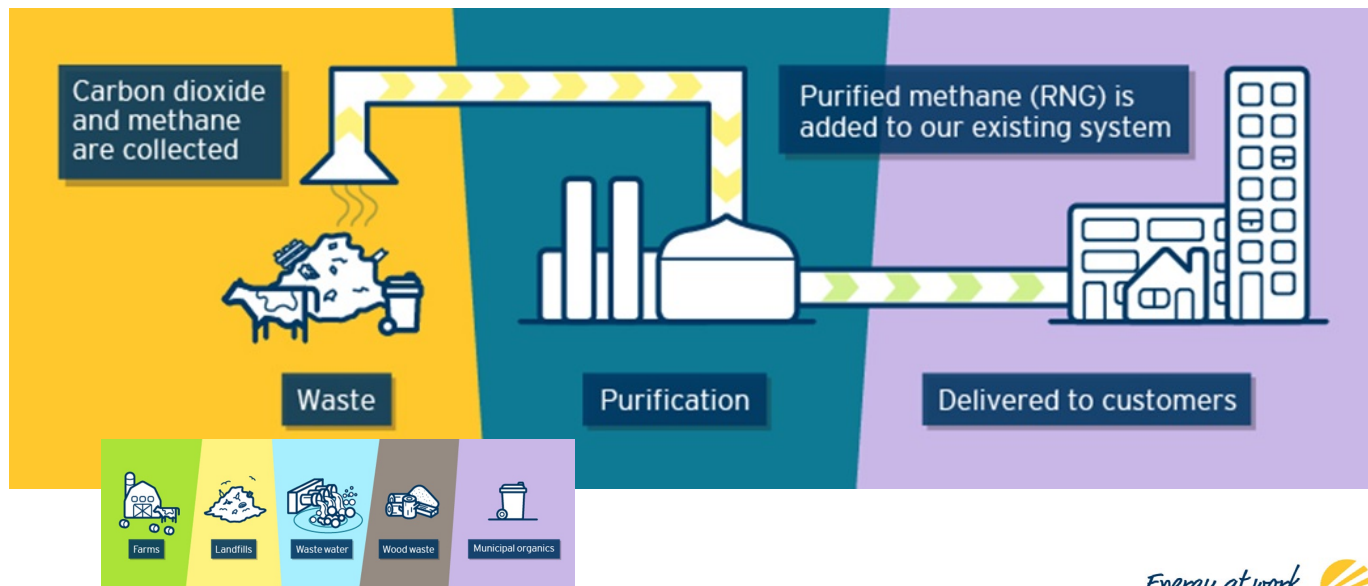 Carbon dioxide
and methane
are collected
Purified methane (RNG) is
added to our existing system
Waste
Purification
Delivered to customers
Farms
Landfills
Waste water
Wood waste
Municipal organics
Energy at work